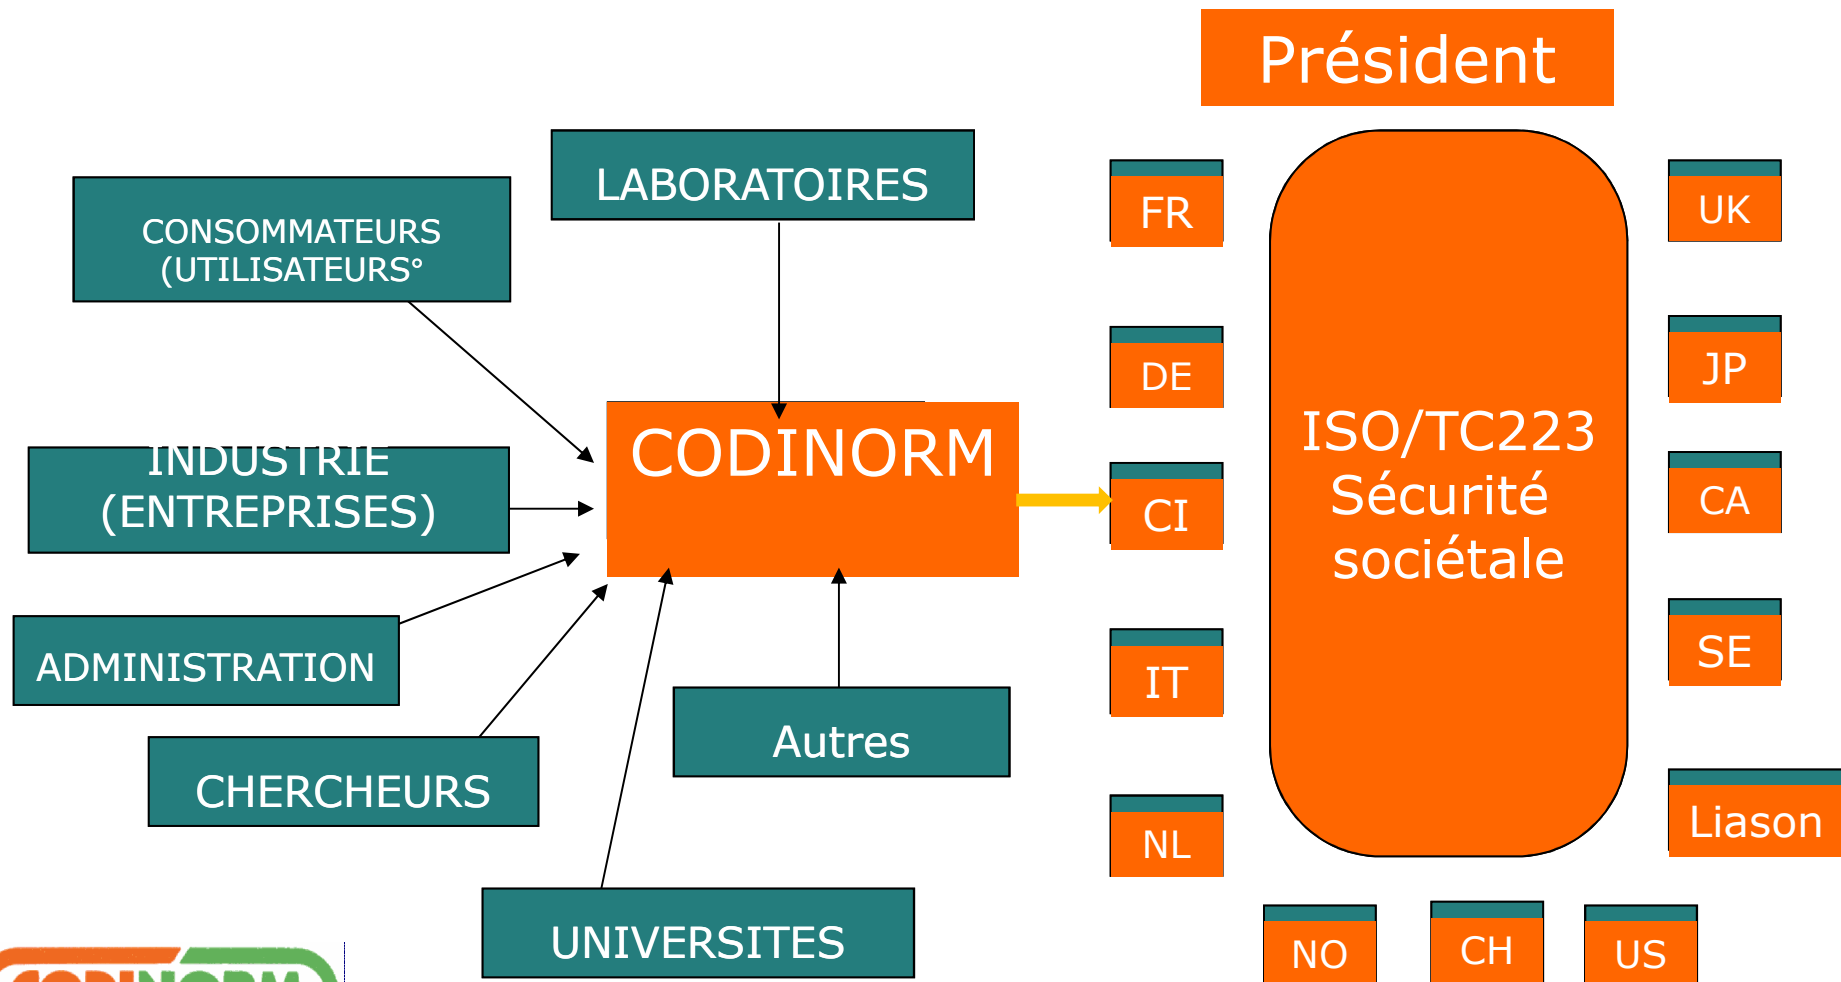 Président
LABORATOIRES
CONSOMMATEURS
(UTILISATEURS°
INDUSTRIE
(ENTREPRISES)
ADMINISTRATION
CHERCHEURS
UNIVERSITES
Autres
CODINORM
FR
DE
CI
IT
NL
ISO/TC223
Sécurité
sociétale
UK
JP
CA
SE
Liason
NO
CH
US
CODINORM